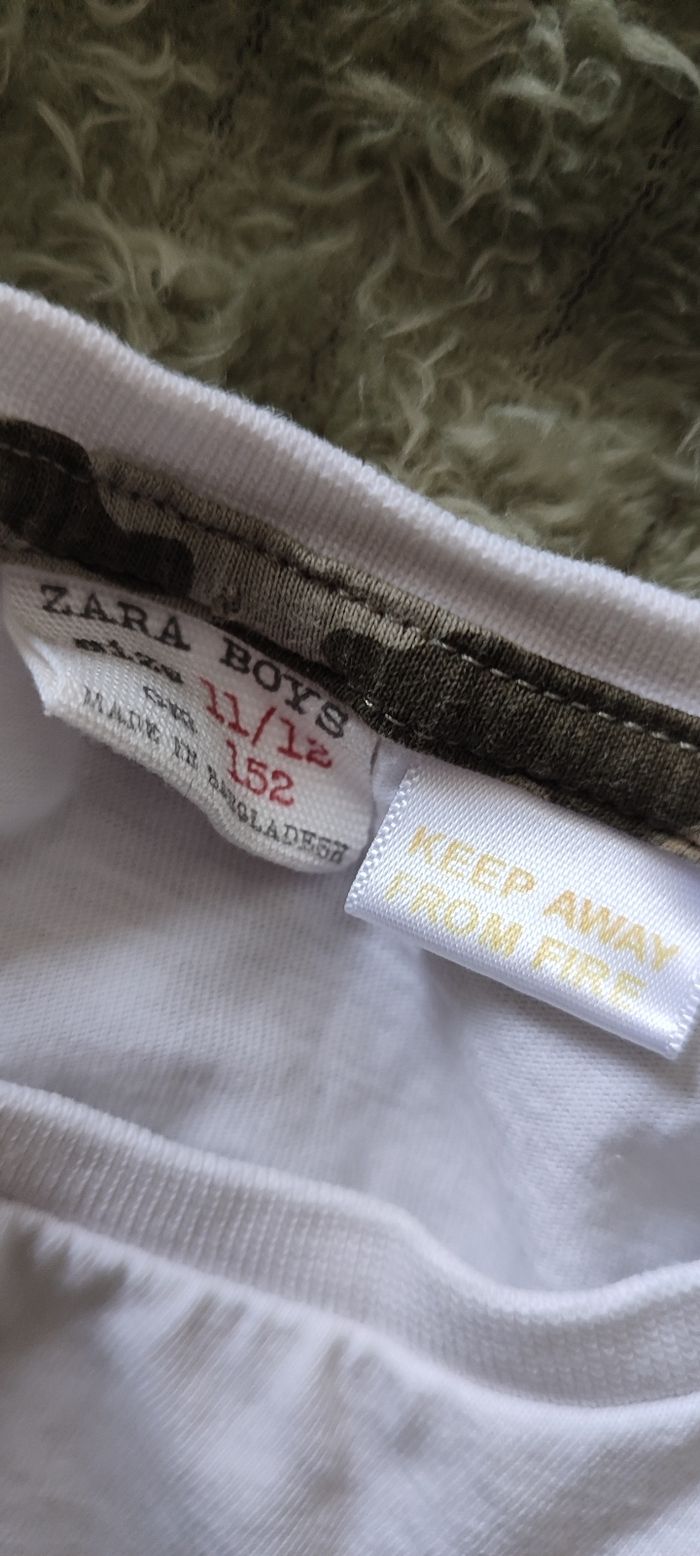 ZARA BOYS
size 11/12
cm 152
MADE IN BANGLADESH
KEEP AWAY
FROM FIRE